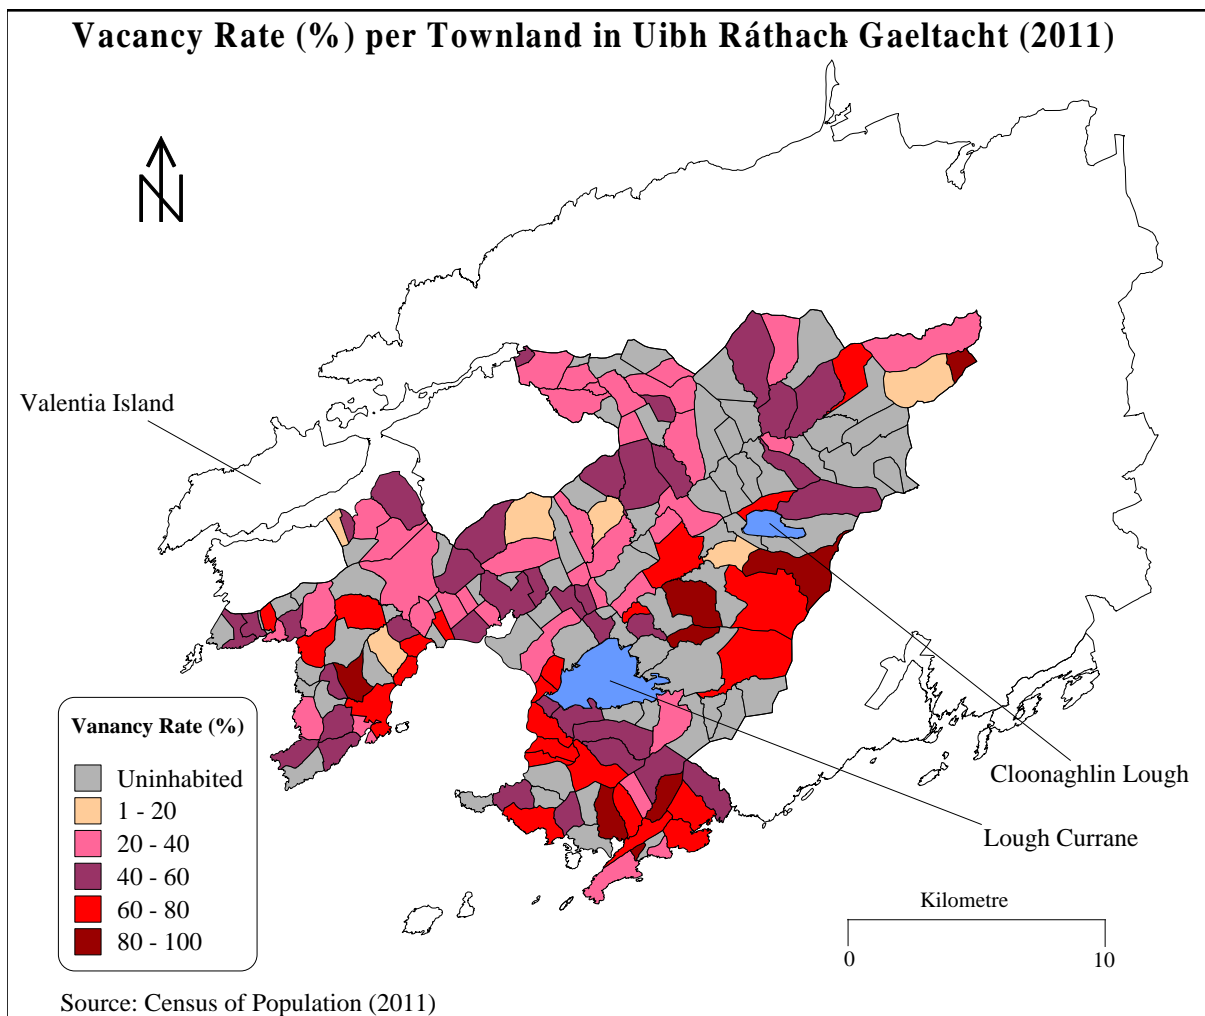 Vacancy Rate (%) per Townland in Uibh Ráthach Gaeltacht (2011)
N
Valentia Island
Vanancy Rate (%)
Uninhabited
1 - 20
20 - 40
40 - 60
60 - 80
80 - 100
Cloonaghlin Lough
Lough Currane
Kilometre
0 10
Source: Census of Population (2011)